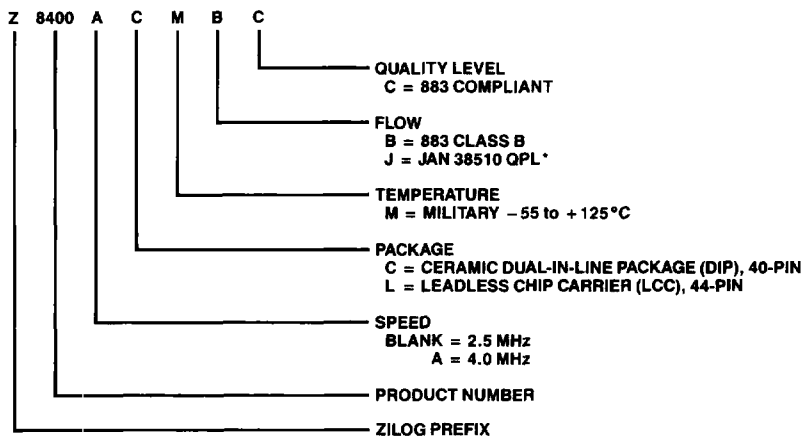 Z 8400 A C M B C
QUALITY LEVEL
C = 883 COMPLIANT
FLOW
B = 883 CLASS B
J = JAN 38510 QPL*
TEMPERATURE
M = MILITARY −55 to +125°C
PACKAGE
C = CERAMIC DUAL-IN-LINE PACKAGE (DIP), 40-PIN
L = LEADLESS CHIP CARRIER (LCC), 44-PIN
SPEED
BLANK = 2.5 MHz
A = 4.0 MHz
PRODUCT NUMBER
ZILOG PREFIX